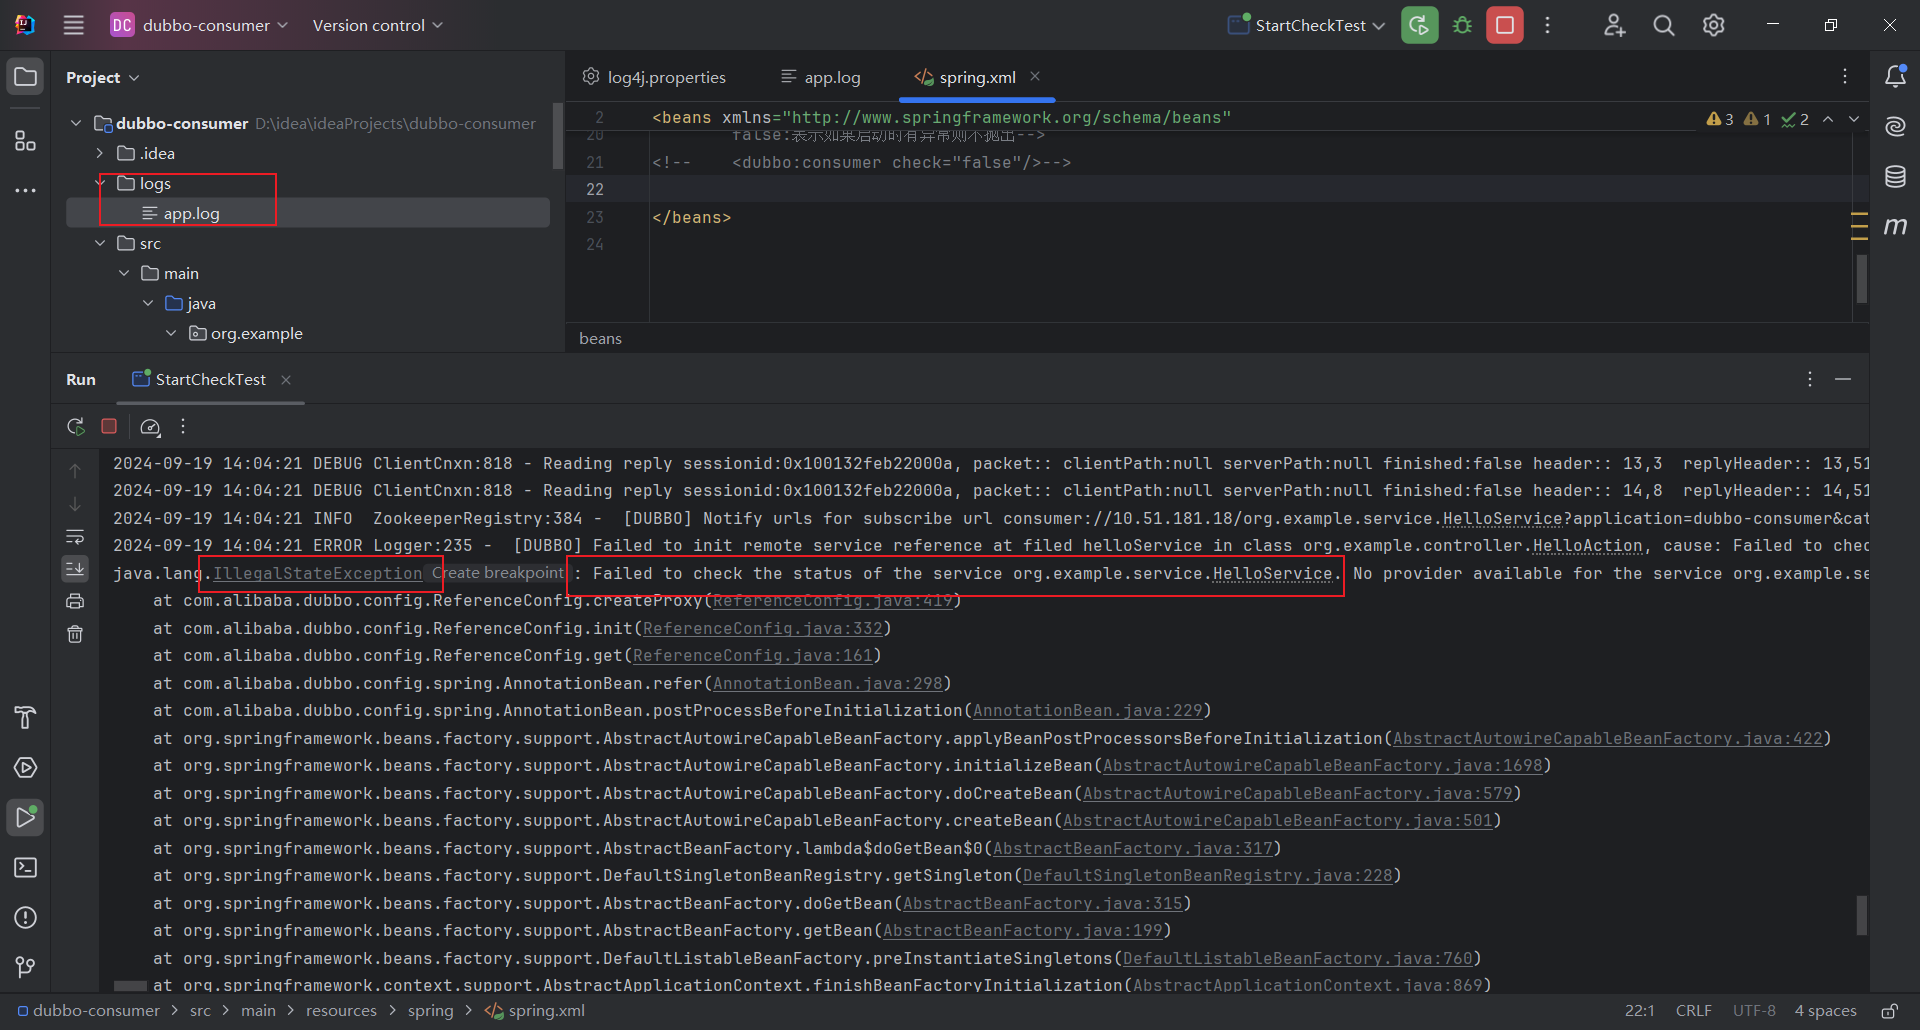 DC dubbo-consumer Version control StartCheckTest
Project
log4j.properties app.log spring.xml
dubbo-consumer D:\idea\ideaProjects\dubbo-consumer
.idea
logs
app.log
src
main
java
org.example
2 <beans xmlns="http://www.springframework.org/schema/beans"
3 1 2
20 false:表示如果启动时有异常则不抛出-->
21 <!-- <dubbo:consumer check="false"/>-->
22
23 </beans>
24
beans
Run StartCheckTest
2024-09-19 14:04:21 DEBUG ClientCnxn:818 - Reading reply sessionid:0x100132feb22000a, packet:: clientPath:null serverPath:null finished:false header:: 13,3 replyHeader:: 13,51
2024-09-19 14:04:21 DEBUG ClientCnxn:818 - Reading reply sessionid:0x100132feb22000a, packet:: clientPath:null serverPath:null finished:false header:: 14,8 replyHeader:: 14,51
2024-09-19 14:04:21 INFO ZookeeperRegistry:384 - [DUBBO] Notify urls for subscribe url consumer://10.51.181.18/org.example.service.HelloService?application=dubbo-consumer&cat
2024-09-19 14:04:21 ERROR Logger:235 - [DUBBO] Failed to init remote service reference at filed helloService in class org.example.controller.HelloAction, cause: Failed to chec
java.lang.IllegalStateException Create breakpoint : Failed to check the status of the service org.example.service.HelloService. No provider available for the service org.example.se
at com.alibaba.dubbo.config.ReferenceConfig.createProxy(ReferenceConfig.java:419)
at com.alibaba.dubbo.config.ReferenceConfig.init(ReferenceConfig.java:332)
at com.alibaba.dubbo.config.ReferenceConfig.get(ReferenceConfig.java:161)
at com.alibaba.dubbo.config.spring.AnnotationBean.refer(AnnotationBean.java:298)
at com.alibaba.dubbo.config.spring.AnnotationBean.postProcessBeforeInitialization(AnnotationBean.java:229)
at org.springframework.beans.factory.support.AbstractAutowireCapableBeanFactory.applyBeanPostProcessorsBeforeInitialization(AbstractAutowireCapableBeanFactory.java:422)
at org.springframework.beans.factory.support.AbstractAutowireCapableBeanFactory.initializeBean(AbstractAutowireCapableBeanFactory.java:1698)
at org.springframework.beans.factory.support.AbstractAutowireCapableBeanFactory.doCreateBean(AbstractAutowireCapableBeanFactory.java:579)
at org.springframework.beans.factory.support.AbstractAutowireCapableBeanFactory.createBean(AbstractAutowireCapableBeanFactory.java:501)
at org.springframework.beans.factory.support.AbstractBeanFactory.lambda$doGetBean$0(AbstractBeanFactory.java:317)
at org.springframework.beans.factory.support.DefaultSingletonBeanRegistry.getSingleton(DefaultSingletonBeanRegistry.java:228)
at org.springframework.beans.factory.support.AbstractBeanFactory.doGetBean(AbstractBeanFactory.java:315)
at org.springframework.beans.factory.support.AbstractBeanFactory.getBean(AbstractBeanFactory.java:199)
at org.springframework.beans.factory.support.DefaultListableBeanFactory.preInstantiateSingletons(DefaultListableBeanFactory.java:760)
at org.springframework.context.support.AbstractApplicationContext.finishBeanFactoryInitialization(AbstractApplicationContext.java:869)
dubbo-consumer > src > main > resources > spring > spring.xml 22:1 CRLF UTF-8 4 spaces